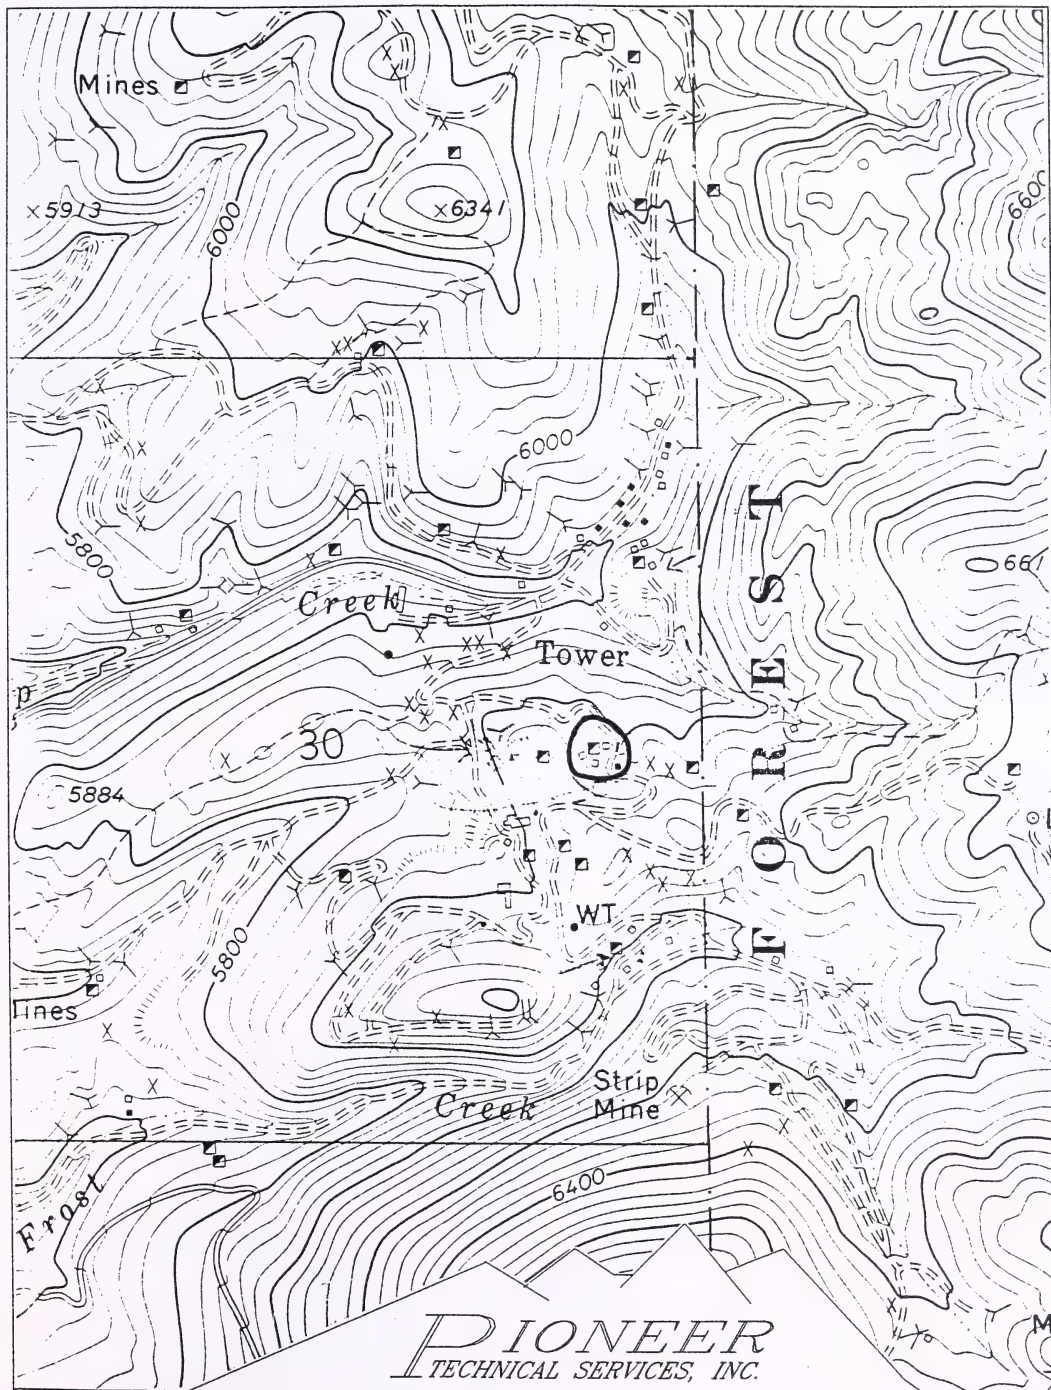 Mines
×5913
6000
×6341
6600
6000
5800
661
Creek
Tower
p
30
5884
WT
5800
FOREST
Strip
Mine
Creek
6400
Frost
M
PIONEER
TECHNICAL SERVICES, INC.